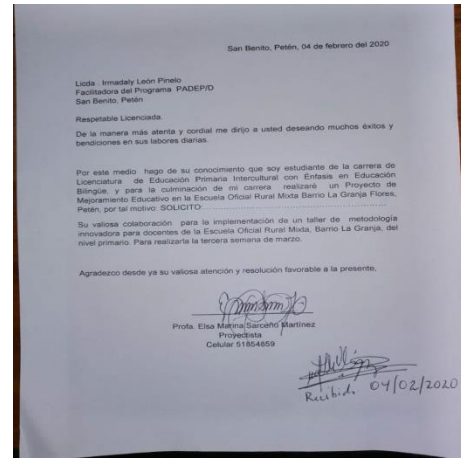 San Benito, Petén, 04 de febrero del 2020
Licda. Irmadaly León Pinelo
Facilitadora del Programa PADEP/D
San Benito, Petén
Respetable Licenciada.
De la manera más atenta y cordial me dirijo a usted deseando muchos éxitos y
bendiciones en sus labores diarias.
Por este medio hago de su conocimiento que soy estudiante de la carrera de
Licenciatura de Educación Primaria Intercultural con Énfasis en Educación
Bilingüe, y para la culminación de mi carrera realizaré un Proyecto de
Mejoramiento Educativo en la Escuela Oficial Rural Mixta Barrio La Granja Flores,
Petén, por tal motivo: SOLICITO
Su valiosa colaboración para la implementación de un taller de metodología
innovadora para docentes de la Escuela Oficial Rural Mixta, Barrio La Granja, del
nivel primario. Para realizarla la tercera semana de marzo.
Agradezco desde ya su valiosa atención y resolución favorable a la presente,
Profa. Elsa Marina Sarceño Martínez
Proyectista
Celular 51854859
Recibido 04/02/2020